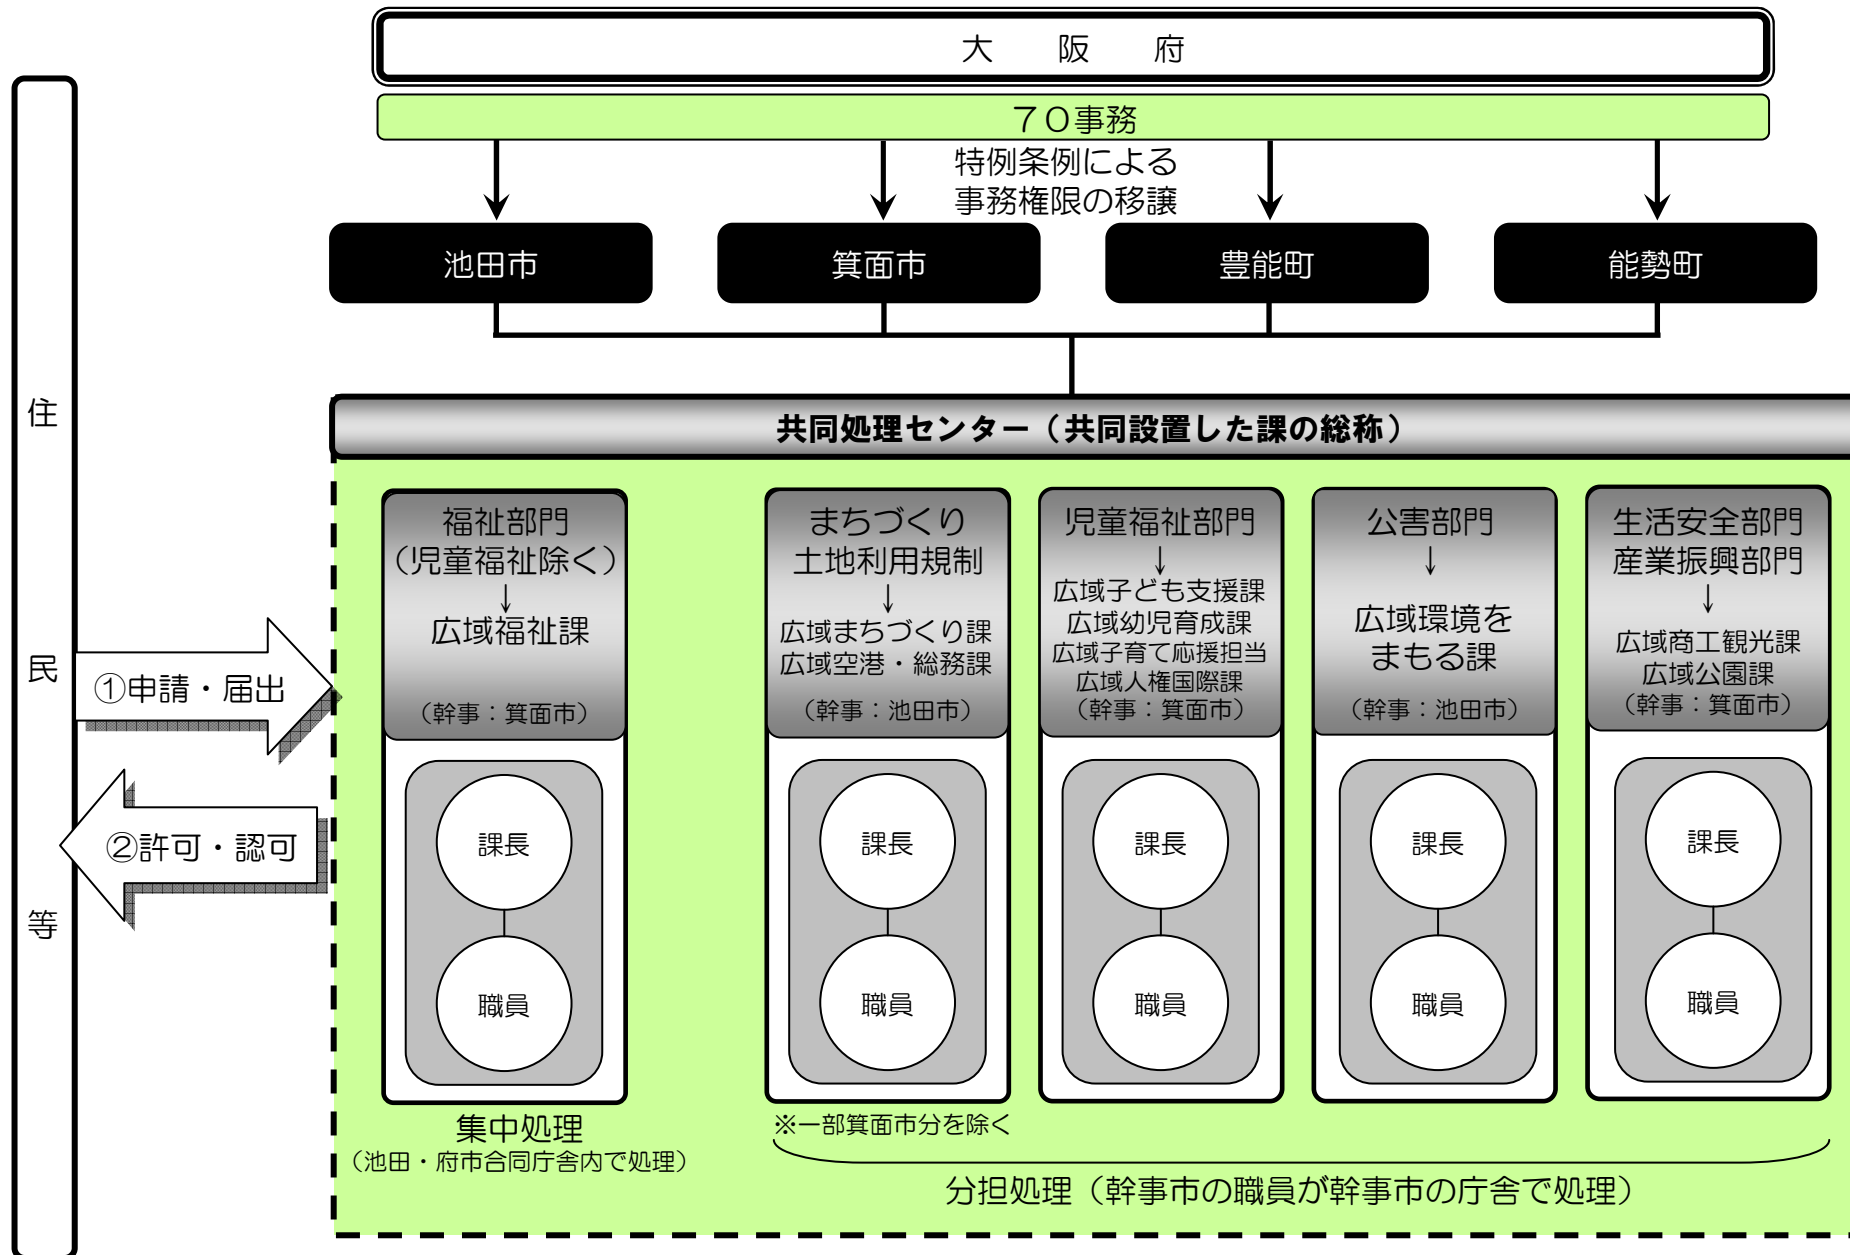 大　阪　府
７０事務
特例条例による
事務権限の移譲
池田市
箕面市
豊能町
能勢町
住民等
①申請・届出
②許可・認可
共同処理センター（共同設置した課の総称）
福祉部門
（児童福祉除く）
↓
広域福祉課
（幹事：箕面市）
課長
職員
集中処理
（池田・府市合同庁舎内で処理）
まちづくり
土地利用規制
↓
広域まちづくり課
広域空港・総務課
（幹事：池田市）
課長
職員
※一部箕面市分を除く
児童福祉部門
↓
広域子ども支援課
広域幼児育成課
広域子育て応援担当
広域人権国際課
（幹事：箕面市）
課長
職員
公害部門
↓
広域環境を
まもる課
（幹事：池田市）
課長
職員
生活安全部門
産業振興部門
↓
広域商工観光課
広域公園課
（幹事：箕面市）
課長
職員
分担処理（幹事市の職員が幹事市の庁舎で処理）